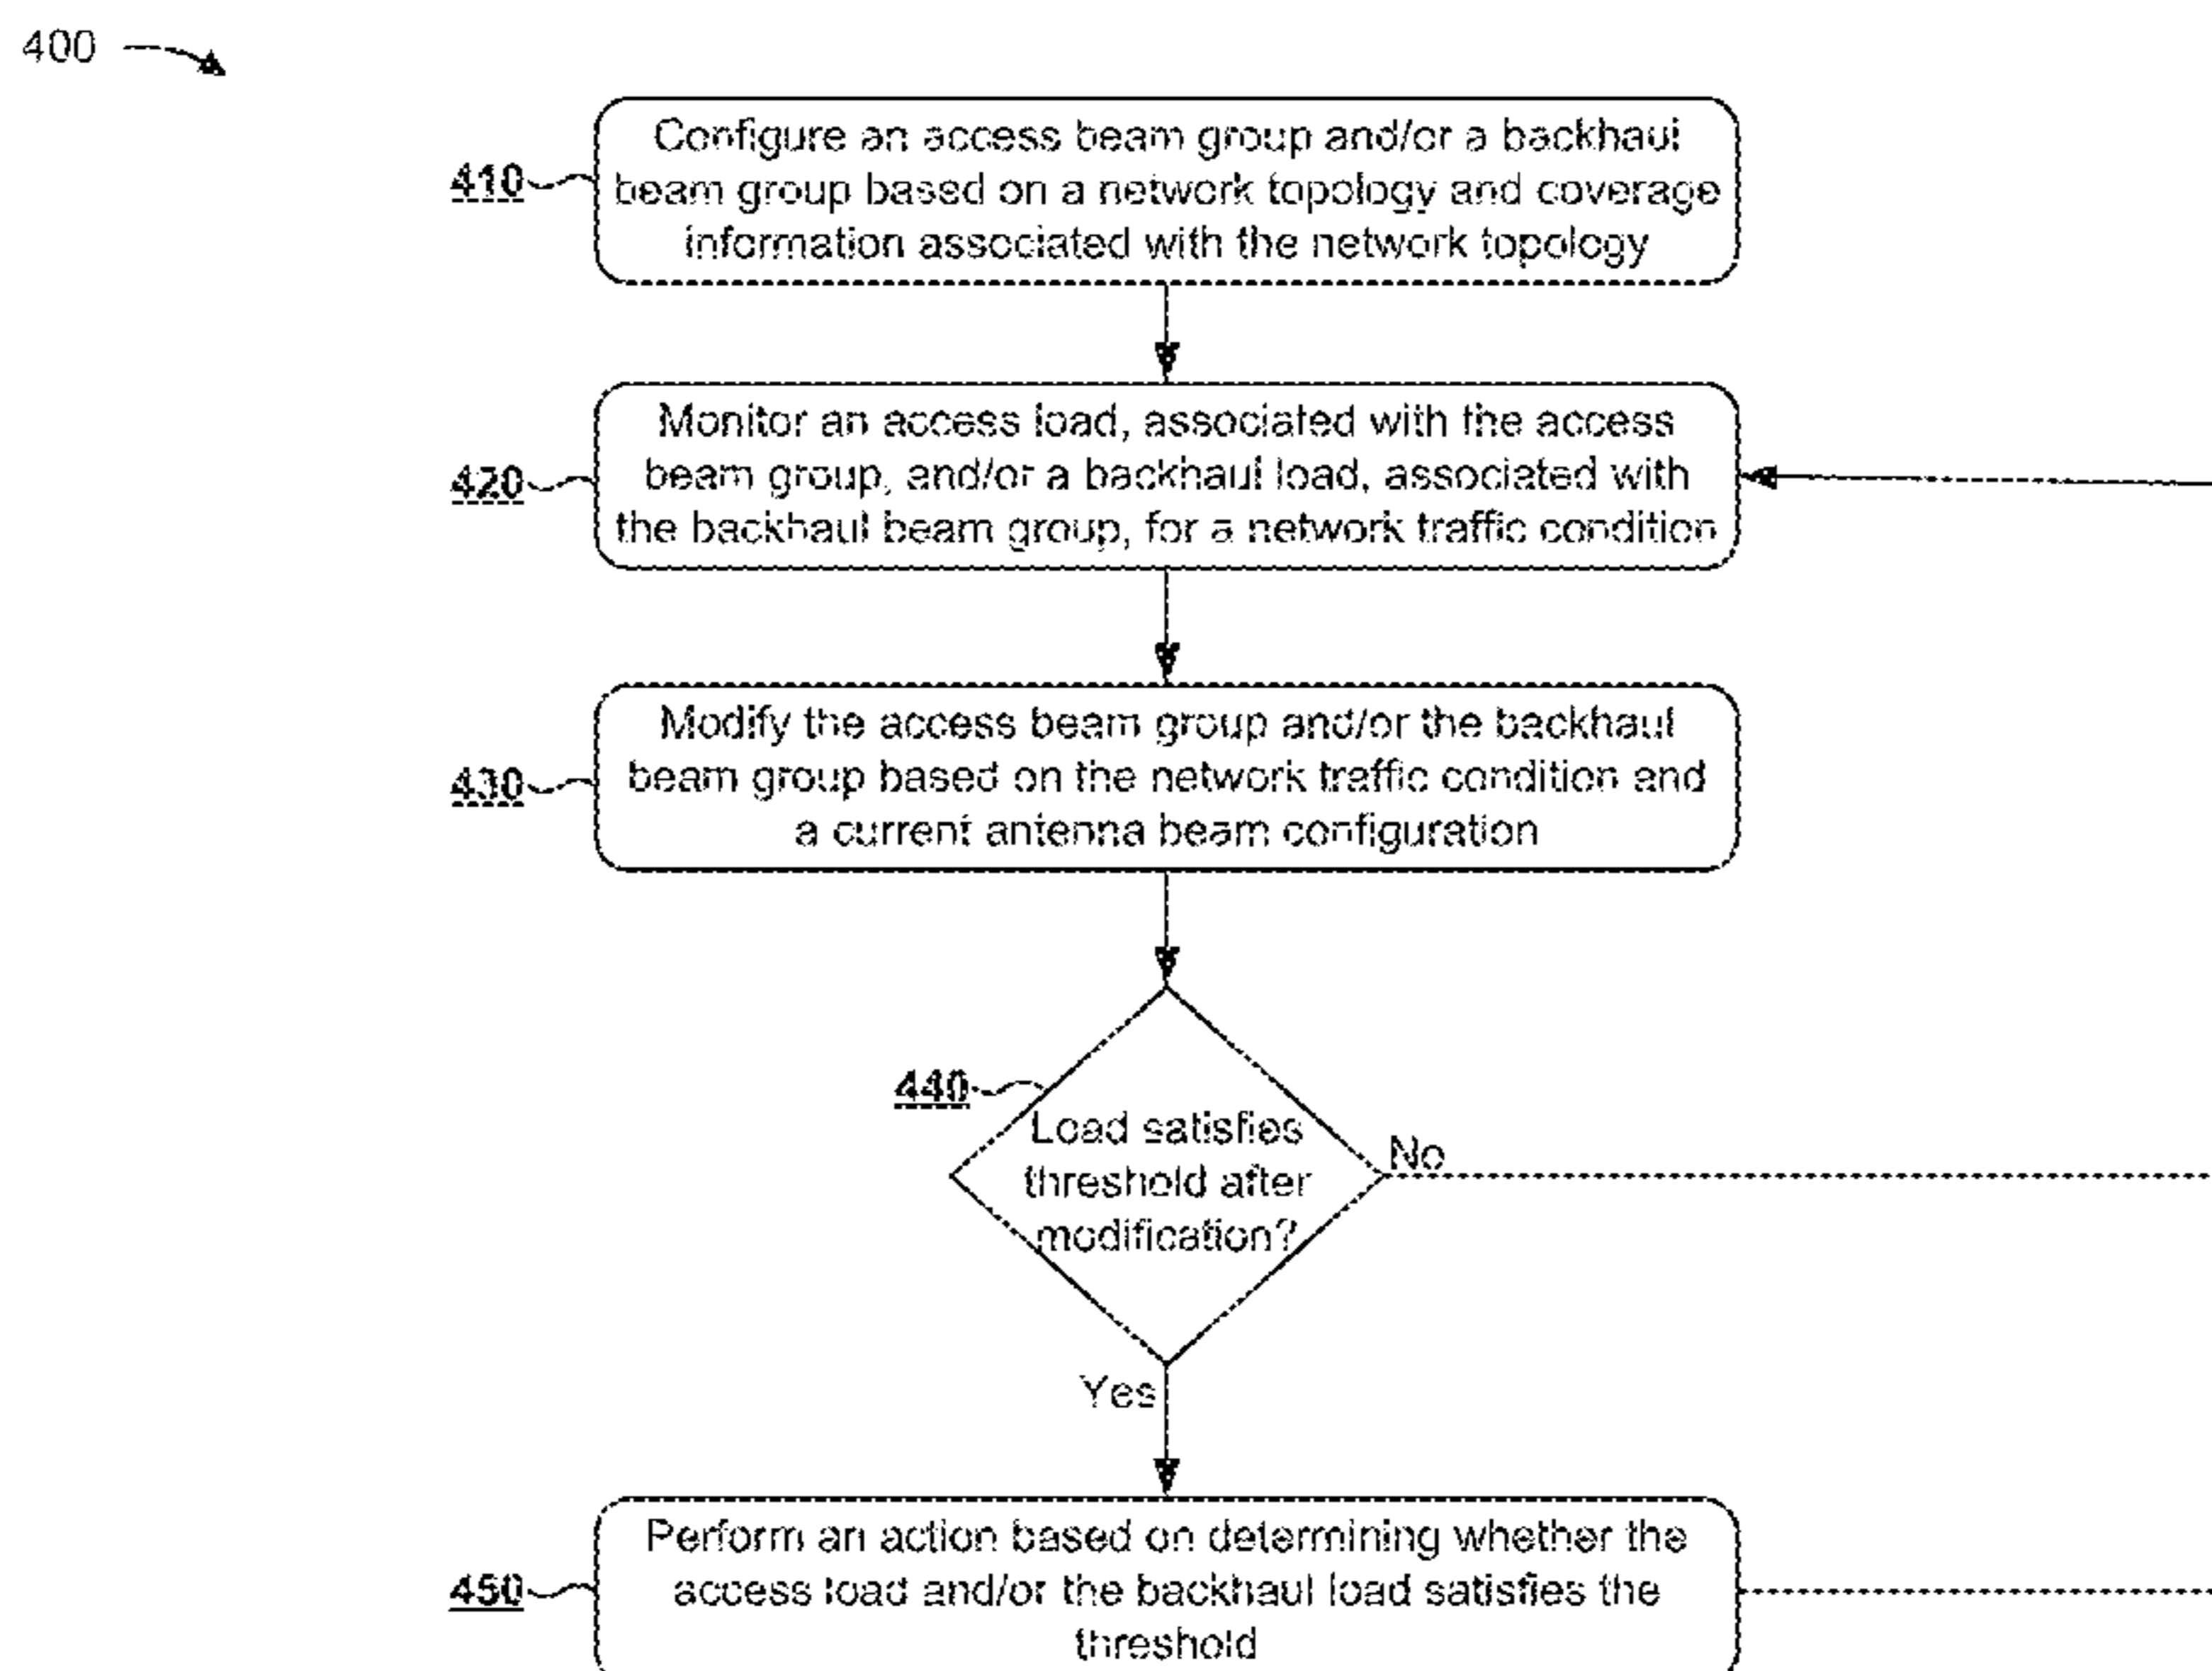 400
Configure an access beam group and/or a backhaul
410
beam group based on a network topology and coverage
information associated with the network topology
Monitor an access load, associated with the access
420
beam group, and/or a backhaul load, associated with
the backhaul beam group, for a network traffic condition
Modify the access beam group and/or the backhaul
430
beam group based on the network traffic condition and
a current antenna beam configuration
440
Load satisfies
threshold after
modification?
No
Yes
Perform an action based on determining whether the
450
access load and/or the backhaul load satisfies the
threshold